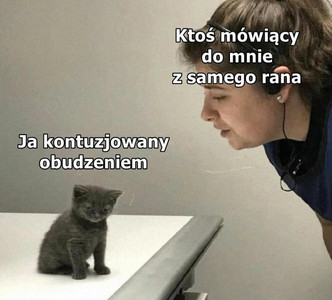 Ktoś mówiący
do mnie
z samego rana
Ja kontuzjowany
obudzeniem